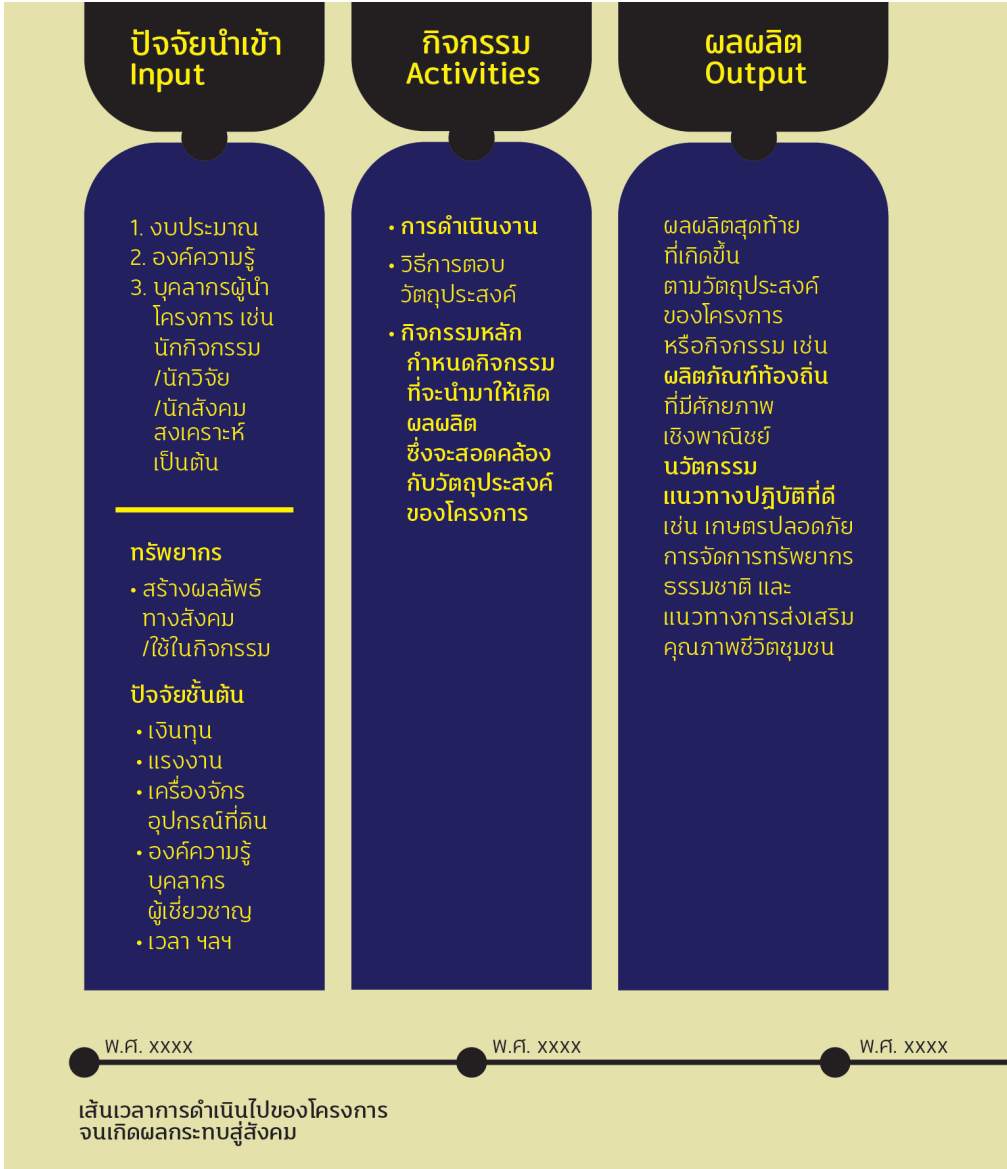 ปัจจัยนำเข้า
Input
1. งบประมาณ
2. องค์ความรู้
3. บุคลากรผู้นำ
โครงการ เช่น
นักกิจกรรม
/นักวิจัย
/นักสังคม
สงเคราะห์
เป็นต้น
ทรัพยากร
• สร้างผลลัพธ์
ทางสังคม
/ใช้ในกิจกรรม
ปัจจัยชั้นต้น
• เงินทุน
• แรงงาน
• เครื่องจักร
อุปกรณ์ที่ดิน
• องค์ความรู้
บุคลากร
ผู้เชี่ยวชาญ
• เวลา ฯลฯ
กิจกรรม
Activities
• การดำเนินงาน
• วิธีการตอบ
วัตถุประสงค์
• กิจกรรมหลัก
กำหนดกิจกรรม
ที่จะนำมาให้เกิด
ผลผลิต
ซึ่งจะสอดคล้อง
กับวัตถุประสงค์
ของโครงการ
ผลผลิต
Output
ผลผลิตสุดท้าย
ที่เกิดขึ้น
ตามวัตถุประสงค์
ของโครงการ
หรือกิจกรรม เช่น
ผลิตภัณฑ์ท้องถิ่น
ที่มีศักยภาพ
เชิงพาณิชย์
นวัตกรรม
แนวทางปฏิบัติที่ดี
เช่น เกษตรปลอดภัย
การจัดการทรัพยากร
ธรรมชาติ และ
แนวทางการส่งเสริม
คุณภาพชีวิตชุมชน
พ.ศ. xxxx
พ.ศ. xxxx
พ.ศ. xxxx
เส้นเวลาการดำเนินไปของโครงการ
จนเกิดผลกระทบสู่สังคม